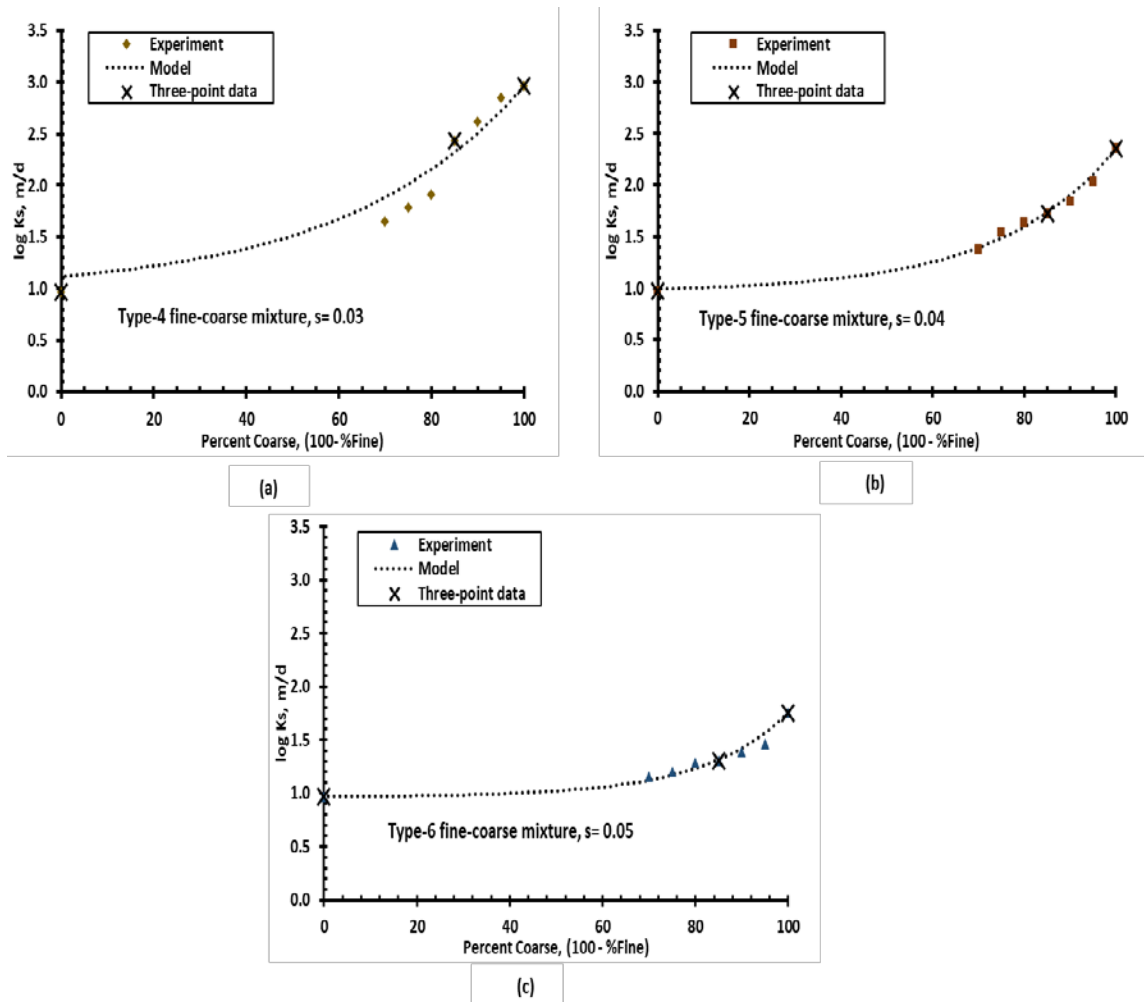 3.5
3.0
2.5
2.0
1.5
1.0
0.5
0.0
log Ks, m/d
Experiment
Model
Three-point data
Type-4 fine-coarse mixture, s= 0.03
0 20 40 60 80 100
Percent Coarse, (100- %Fine)
(a)
3.5
3.0
2.5
2.0
1.5
1.0
0.5
0.0
log Ks, m/d
Experiment
Model
Three-point data
Type-5 fine-coarse mixture, s= 0.04
0 20 40 60 80 100
Percent Coarse, (100 - %Fine)
(b)
3.5
3.0
2.5
2.0
1.5
1.0
0.5
0.0
log Ks, m/d
Experiment
Model
Three-point data
Type-6 fine-coarse mixture, s= 0.05
0 20 40 60 80 100
Percent Coarse, (100 - %Fine)
(c)